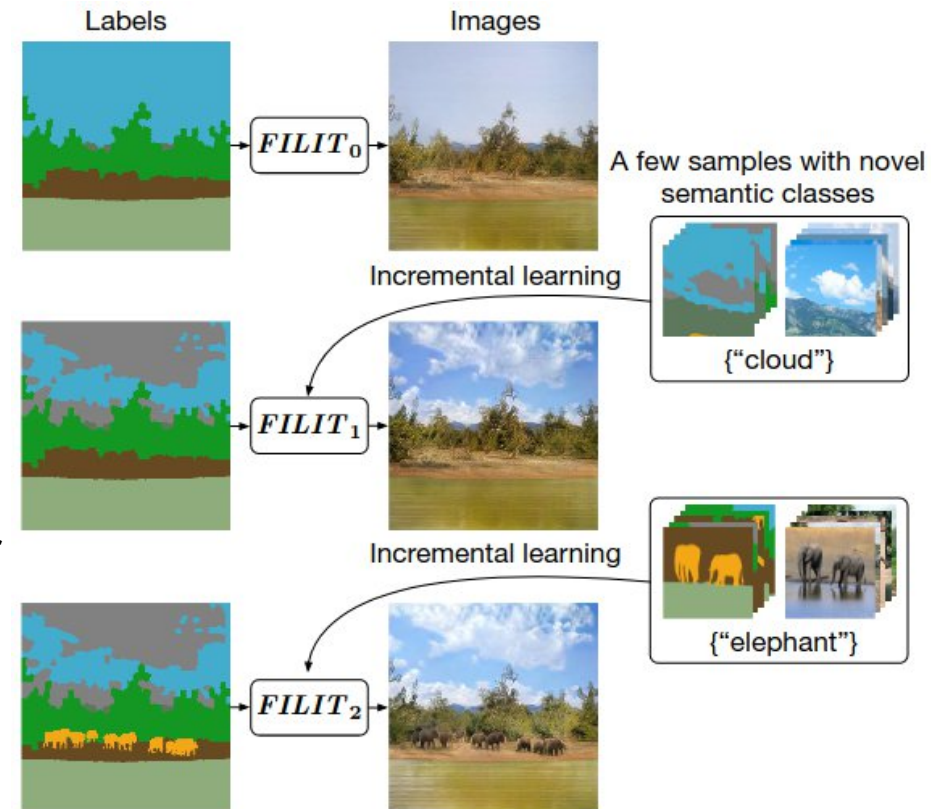 Labels
Images
FILIT0
A few samples with novel
semantic classes
Incremental learning
{“cloud”}
FILIT1
Incremental learning
{“elephant”}
FILIT2